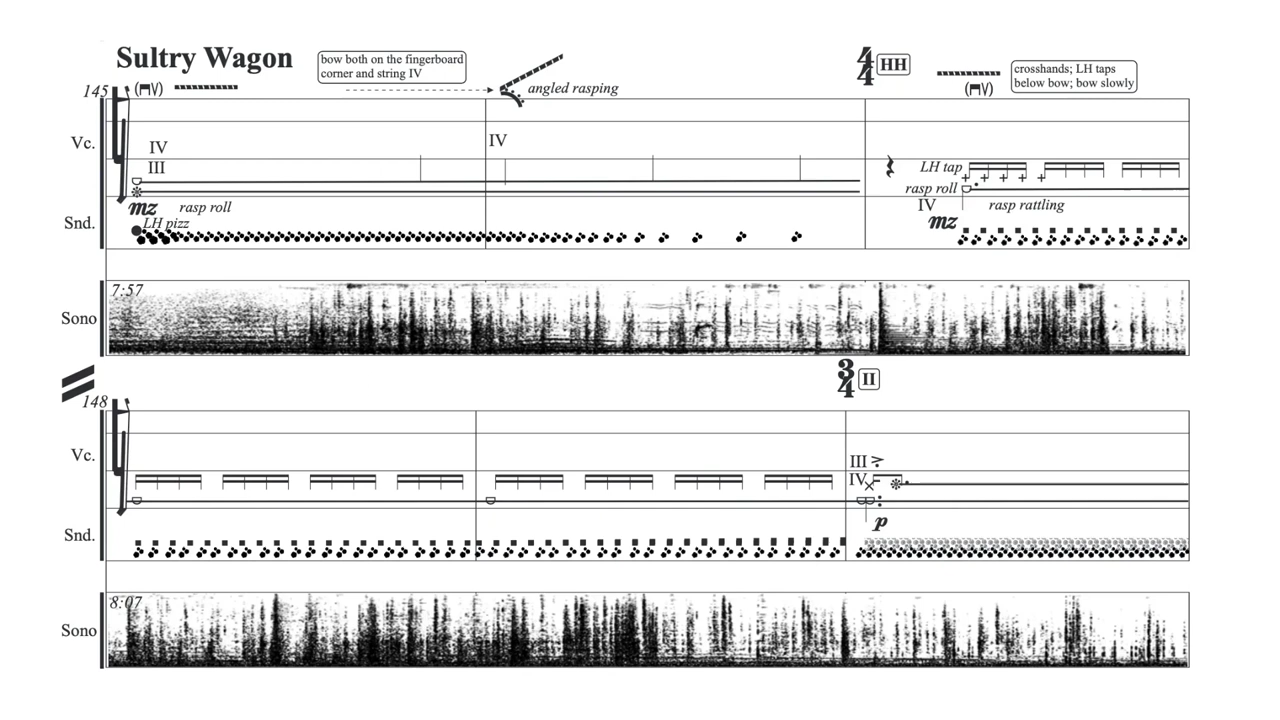 Sultry Wagon
bow both on the fingerboard
corner and string IV
angled rasping
4
4
HH
crosshands; LH taps
below bow; bow slowly
145
(V)
(V)
Vc.
IV
III
IV
LH tap
rasp roll
IV
mz
rasp roll
rasp rattling
mz
Snd.
LH pizz
7:57
Sono
3
4
II
148
Vc.
III
IV
p
Snd.
8:07
Sono